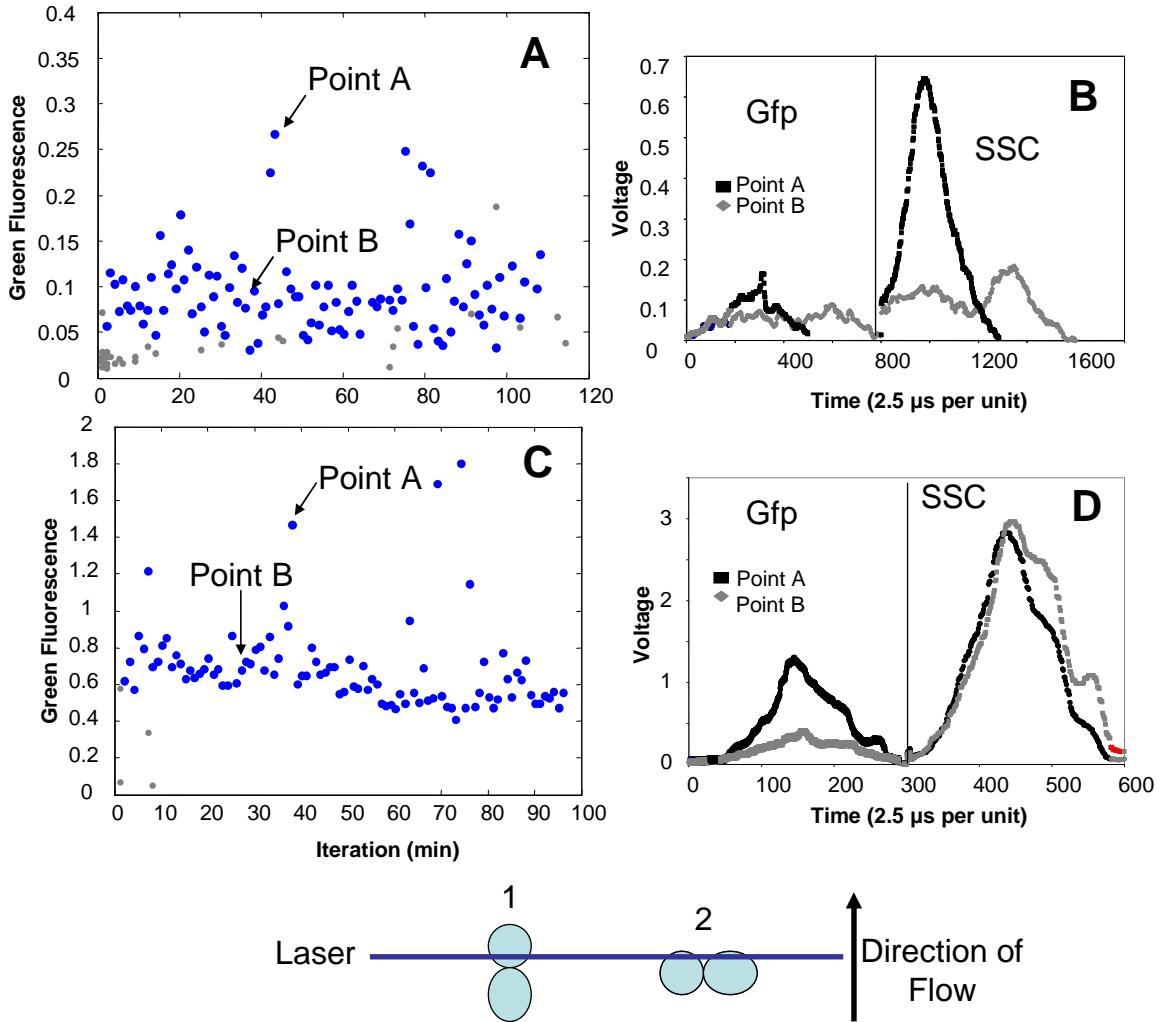 A
Green Fluorescence
0.4
0.35
0.3
0.25
0.2
0.15
0.1
0.05
0
Point A
Point B
0 20 40 60 80 100 120
B
Voltage
0.7
0.6
0.5
0.4
0.3
0.2
0.1
0
Gfp
SSC
Point A
Point B
0 400 800 1200 1600
Time (2.5 µs per unit)
C
Green Fluorescence
2
1.8
1.6
1.4
1.2
1
0.8
0.6
0.4
0.2
0
Point A
Point B
0 10 20 30 40 50 60 70 80 90 100
Iteration (min)
D
Voltage
3
2
1
0
Gfp
SSC
Point A
Point B
0 100 200 300 400 500 600
Time (2.5 µs per unit)
1
2
Laser
Direction of
Flow